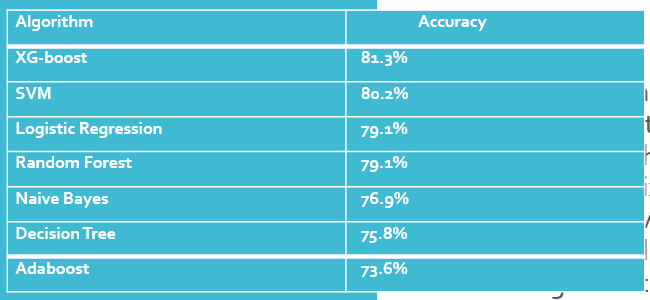 Algorithm Accuracy
XG-boost 81.3%
SVM 80.2%
Logistic Regression 79.1%
Random Forest 79.1%
Naive Bayes 76.9%
Decision Tree 75.8%
Adaboost 73.6%